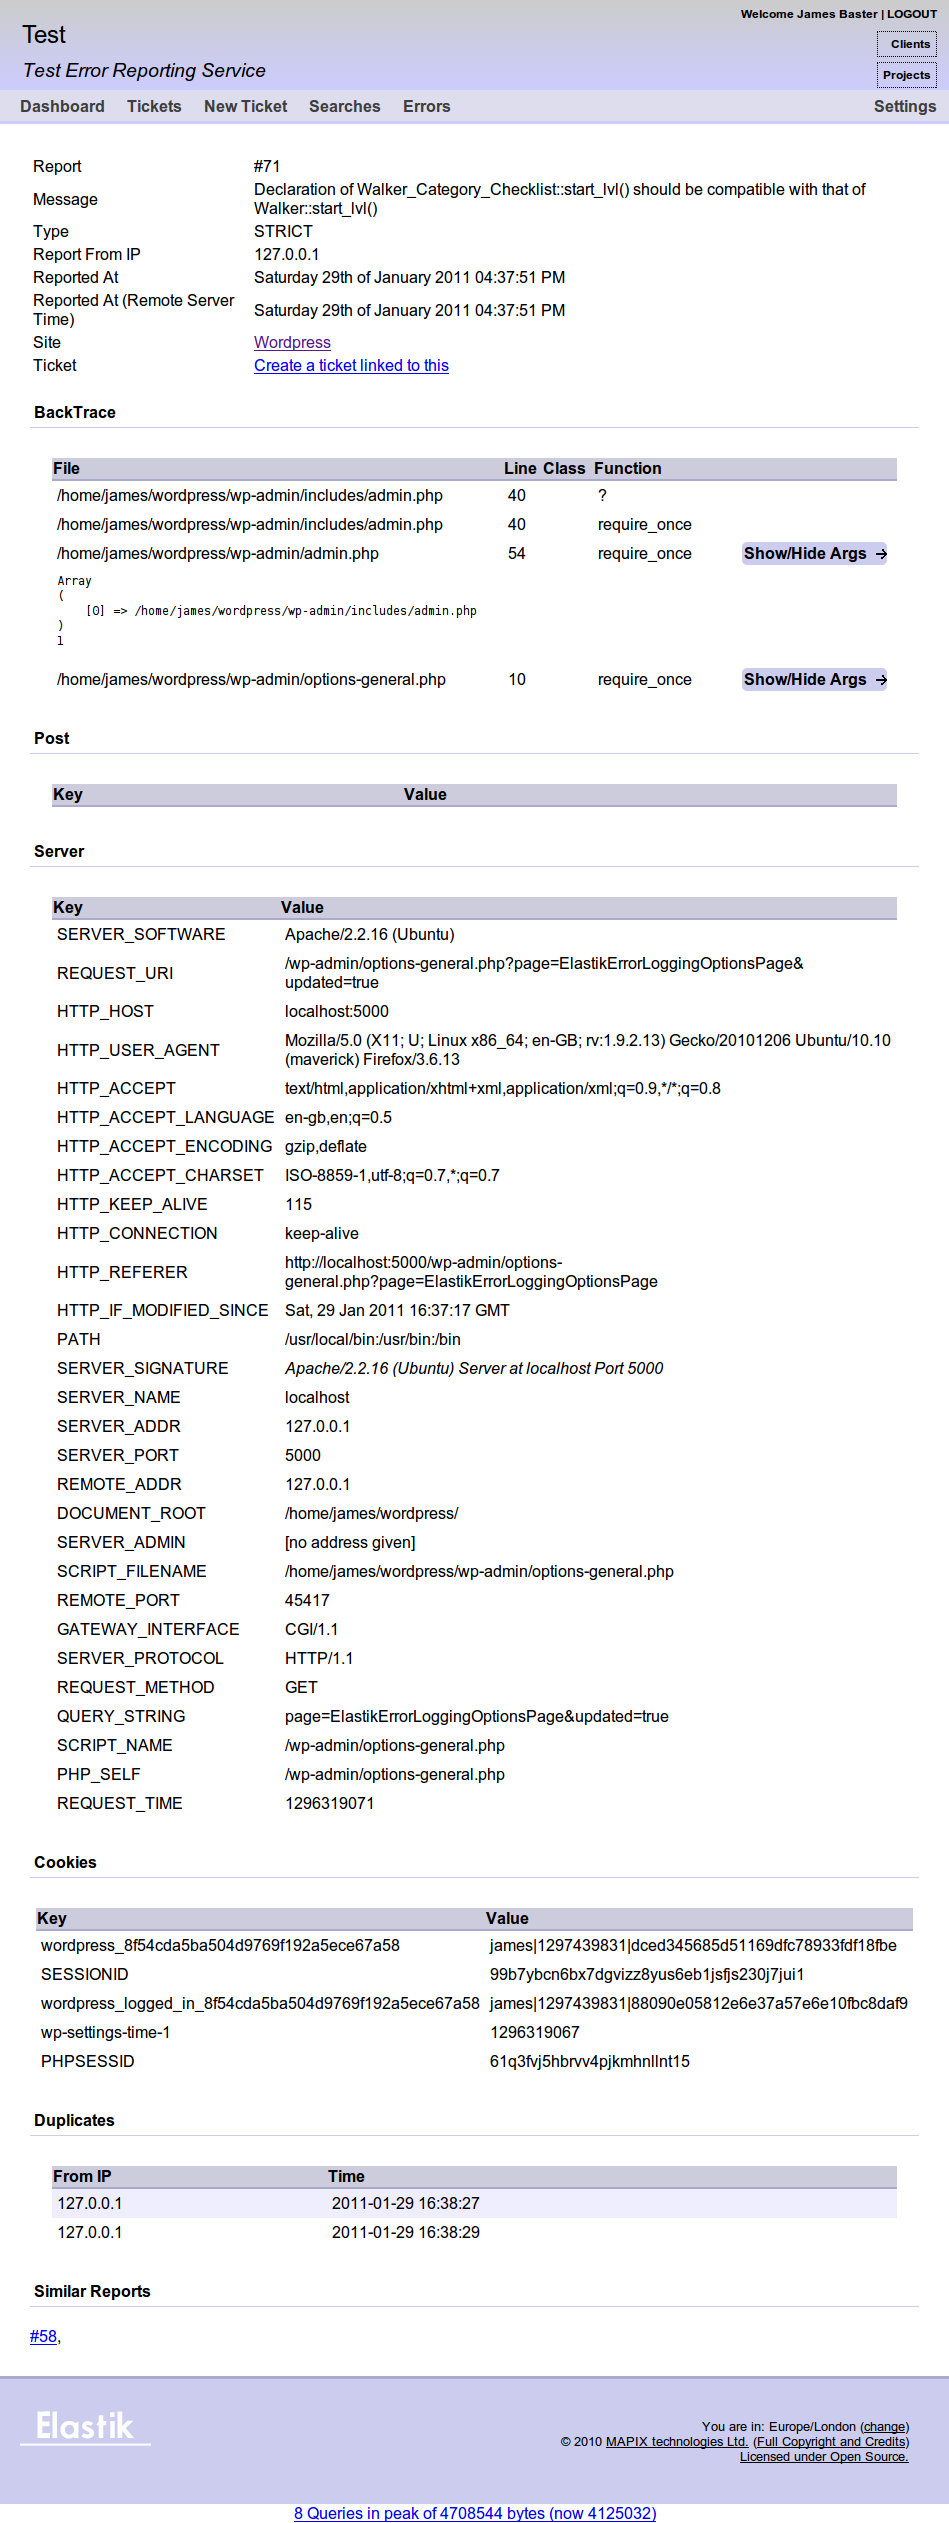 Welcome James Baster | LOGOUT
Test
Clients
Test Error Reporting Service
Projects
Dashboard Tickets New Ticket Searches Errors Settings
Report #71
Message Declaration of Walker_Category_Checklist::start_lvl() should be compatible with that of
Walker::start_lvl()
Type STRICT
Report From IP 127.0.0.1
Reported At Saturday 29th of January 2011 04:37:51 PM
Reported At (Remote Server
Time) Saturday 29th of January 2011 04:37:51 PM
Site Wordpress
Ticket Create a ticket linked to this
BackTrace
File Line Class Function
/home/james/wordpress/wp-admin/includes/admin.php 40 ?
/home/james/wordpress/wp-admin/includes/admin.php 40 require_once
/home/james/wordpress/wp-admin/admin.php 54 require_once Show/Hide Args →
Array
(
[0] => /home/james/wordpress/wp-admin/includes/admin.php
)
1
/home/james/wordpress/wp-admin/options-general.php 10 require_once Show/Hide Args →
Post
Key Value
Server
Key Value
SERVER_SOFTWARE Apache/2.2.16 (Ubuntu)
REQUEST_URI /wp-admin/options-general.php?page=ElastikErrorLoggingOptionsPage&
updated=true
HTTP_HOST localhost:5000
HTTP_USER_AGENT Mozilla/5.0 (X11; U; Linux x86_64; en-GB; rv:1.9.2.13) Gecko/20101206 Ubuntu/10.10
(maverick) Firefox/3.6.13
HTTP_ACCEPT text/html,application/xhtml+xml,application/xml;q=0.9,*/*;q=0.8
HTTP_ACCEPT_LANGUAGE en-gb,en;q=0.5
HTTP_ACCEPT_ENCODING gzip,deflate
HTTP_ACCEPT_CHARSET ISO-8859-1,utf-8;q=0.7,*;q=0.7
HTTP_KEEP_ALIVE 115
HTTP_CONNECTION keep-alive
HTTP_REFERER http://localhost:5000/wp-admin/options-
general.php?page=ElastikErrorLoggingOptionsPage
HTTP_IF_MODIFIED_SINCE Sat, 29 Jan 2011 16:37:17 GMT
PATH /usr/local/bin:/usr/bin:/bin
SERVER_SIGNATURE Apache/2.2.16 (Ubuntu) Server at localhost Port 5000
SERVER_NAME localhost
SERVER_ADDR 127.0.0.1
SERVER_PORT 5000
REMOTE_ADDR 127.0.0.1
DOCUMENT_ROOT /home/james/wordpress/
SERVER_ADMIN [no address given]
SCRIPT_FILENAME /home/james/wordpress/wp-admin/options-general.php
REMOTE_PORT 45417
GATEWAY_INTERFACE CGI/1.1
SERVER_PROTOCOL HTTP/1.1
REQUEST_METHOD GET
QUERY_STRING page=ElastikErrorLoggingOptionsPage&updated=true
SCRIPT_NAME /wp-admin/options-general.php
PHP_SELF /wp-admin/options-general.php
REQUEST_TIME 1296319071
Cookies
Key Value
wordpress_8f54cda5ba504d9769f192a5ece67a58 james|1297439831|dced345685d51169dfc78933fdf18fbe
SESSIONID 99b7ybcn6bx7dgvizz8yus6eb1jsfjs230j7jui1
wordpress_logged_in_8f54cda5ba504d9769f192a5ece67a58 james|1297439831|88090e05812e6e37a57e6e10fbc8daf9
wp-settings-time-1 1296319067
PHPSESSID 61q3fvj5hbrvv4pjkmhnllnt15
Duplicates
From IP Time
127.0.0.1 2011-01-29 16:38:27
127.0.0.1 2011-01-29 16:38:29
Similar Reports
#58,
Elastik
You are in: Europe/London (change)
© 2010 MAPIX technologies Ltd. (Full Copyright and Credits)
Licensed under Open Source.
8 Queries in peak of 4708544 bytes (now 4125032)